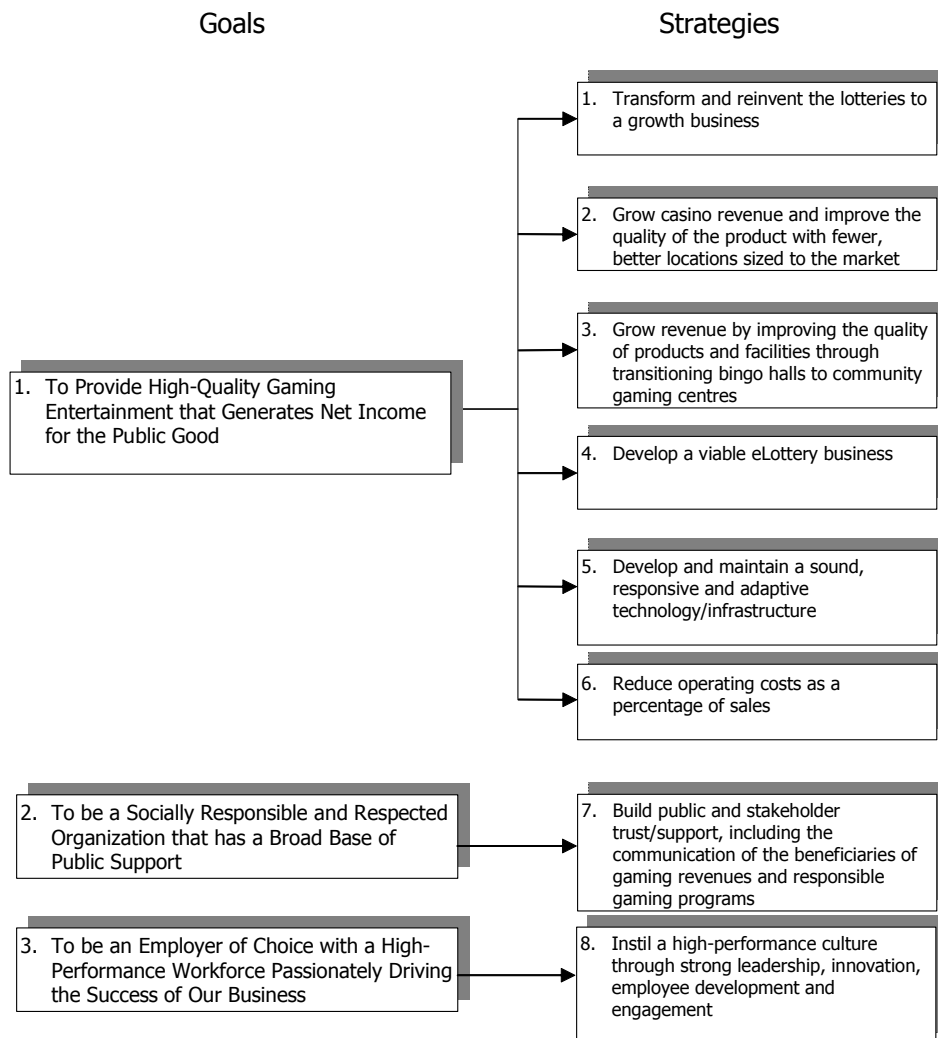 Goals
Strategies
1. Transform and reinvent the lotteries to
a growth business
2. Grow casino revenue and improve the
quality of the product with fewer,
better locations sized to the market
3. Grow revenue by improving the quality
of products and facilities through
transitioning bingo halls to community
gaming centres
1. To Provide High-Quality Gaming
Entertainment that Generates Net Income
for the Public Good
4. Develop a viable eLottery business
5. Develop and maintain a sound,
responsive and adaptive
technology/infrastructure
6. Reduce operating costs as a
percentage of sales
2. To be a Socially Responsible and Respected
Organization that has a Broad Base of
Public Support
7. Build public and stakeholder
trust/support, including the
communication of the beneficiaries of
gaming revenues and responsible
gaming programs
3. To be an Employer of Choice with a High-
Performance Workforce Passionately Driving
the Success of Our Business
8. Instil a high-performance culture
through strong leadership, innovation,
employee development and
engagement